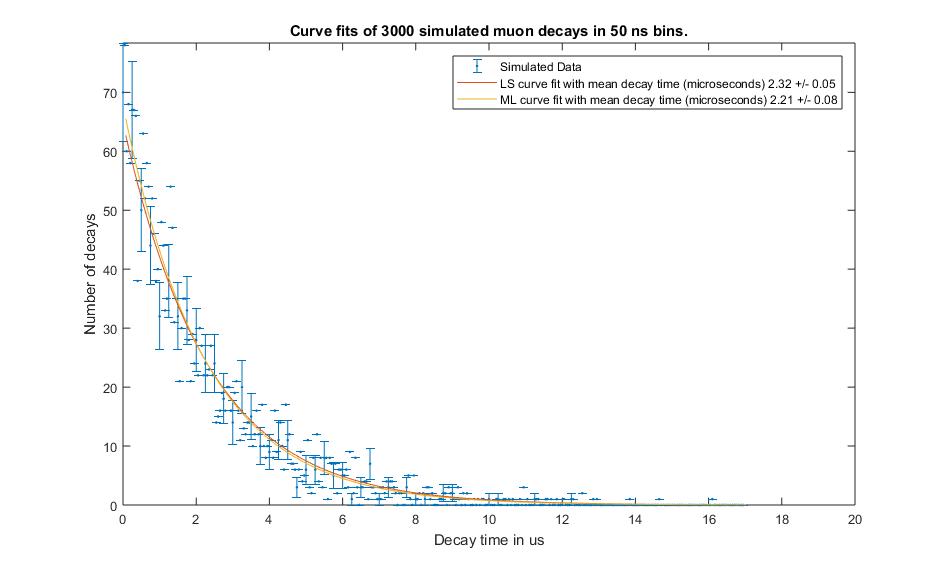 Curve fits of 3000 simulated muon decays in 50 ns bins.
Simulated Data
LS curve fit with mean decay time (microseconds) 2.32 +/- 0.05
ML curve fit with mean decay time (microseconds) 2.21 +/- 0.08
70
60
50
40
30
20
10
0
Number of decays
0 2 4 6 8 10 12 14 16 18 20
Decay time in us